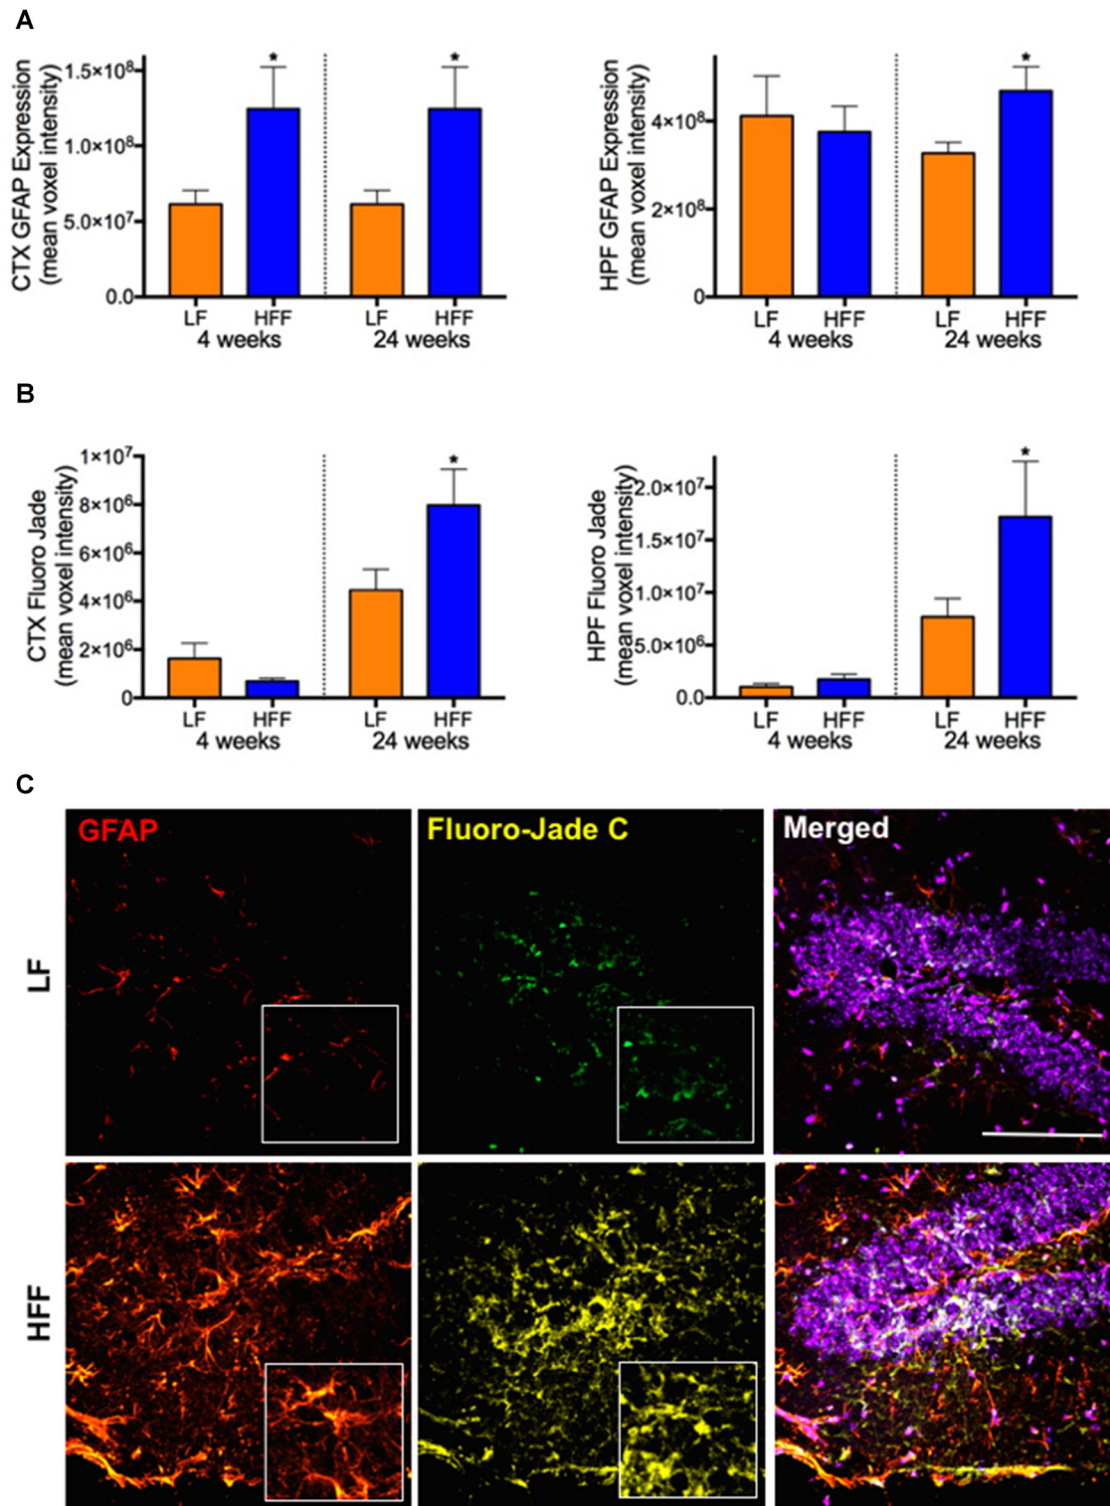 A
CTX GFAP Expression
(mean voxel intensity)
1.5×10⁸
1.0×10⁸
5.0×10⁷
0.0
*
*
LF HFF LF HFF
4 weeks 24 weeks
HPF GFAP Expression
(mean voxel intensity)
4×10⁸
2×10⁸
0
*
LF HFF LF HFF
4 weeks 24 weeks
B
CTX Fluoro Jade
(mean voxel intensity)
1×10⁷
8×10⁶
6×10⁶
4×10⁶
2×10⁶
0
*
LF HFF LF HFF
4 weeks 24 weeks
HPF Fluoro Jade
(mean voxel intensity)
2.0×10⁷
1.5×10⁷
1.0×10⁷
5.0×10⁶
0.0
*
LF HFF LF HFF
4 weeks 24 weeks
C
GFAP Fluoro-Jade C Merged
LF
HFF